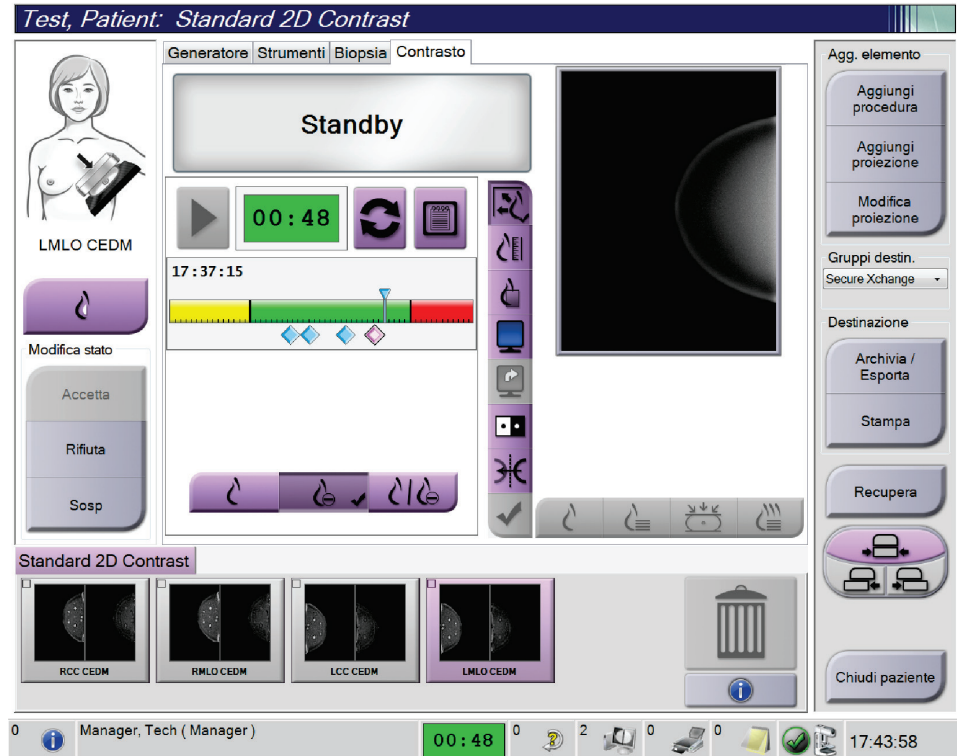 Test, Patient: Standard 2D Contrast
Generatore Strumenti Biopsia Contrasto
Standby
00:48
LMLO CEDM
17:37:15
Modifica stato
Accetta
Rifiuta
Sosp
Agg. elemento
Aggiungi
procedura
Aggiungi
proiezione
Modifica
proiezione
Gruppi destin.
Secure Xchange
Destinazione
Archivia /
Esporta
Stampa
Recupera
Chiudi paziente
Standard 2D Contrast
RCC CEDM
RMLO CEDM
LCC CEDM
LMLO CEDM
0 Manager, Tech ( Manager ) 00:48 0 2 0 0 17:43:58